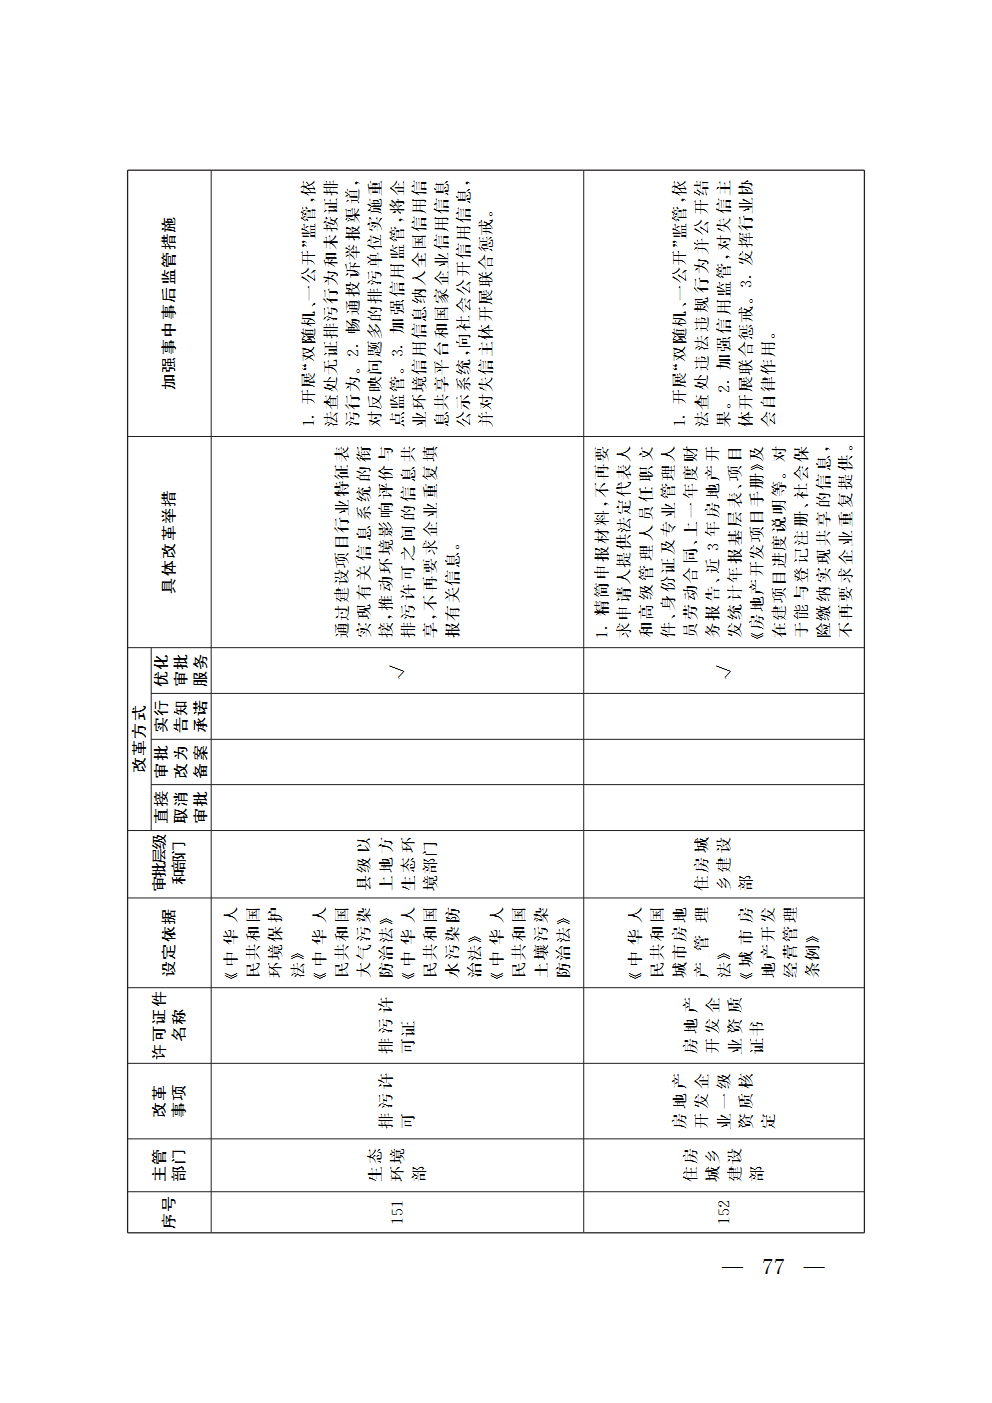 序号
主管
部门
改革
事项
许可证件
名称
设定依据
审批层级
和部门
改革方式
直接
取消
审批
审批
改为
备案
实行
告知
承诺
优化
审批
服务
具体改革举措
加强事中事后监管措施
151
生态
环境
部
排污许
可
排污许
可证
《中华人
民共和国
环境保护
法》
《中华人
民共和国
大气污染
防治法》
《中华人
民共和国
水污染防
治法》
《中华人
民共和国
土壤污染
防治法》
县级以
上地方
生态环
境部门
√
通过建设项目行业特征表
实现有关信息系统的衔
接,推动环境影响评价与
排污许可之间的信息共
享,不再要求企业重复填
报有关信息。
1. 开展“双随机、一公开”监管,依
法查处无证排污行为和未按证排
污行为。2. 畅通投诉举报渠道,
对反映问题多的排污单位实施重
点监管。3. 加强信用监管,将企
业环境信用信息纳入全国信用信
息共享平台和国家企业信用信息
公示系统,向社会公开信用信息,
并对失信主体开展联合惩戒。
152
住房
城乡
建设
部
房地产
开发企
业一级
资质核
定
房地产
开发企
业资质
证书
《中华人
民共和国
城市房地
产管理
法》
《城市房
地产开发
经营管理
条例》
住房城
乡建设
部
√
1. 精简申报材料,不再要
求申请人提供法定代表人
和高级管理人员任职文
件、身份证及专业管理人
员劳动合同、上一年度财
务报告、近 3 年房地产开
发统计年报基层表、项目
《房地产开发项目手册》及
在建项目进度说明等。对
于能与登记注册、社会保
险缴纳实现共享的信息,
不再要求企业重复提供。
1. 开展“双随机、一公开”监管,依
法查处违法违规行为并公开结
果。2. 加强信用监管,对失信主
体开展联合惩戒。3. 发挥行业协
会自律作用。
— 77 —